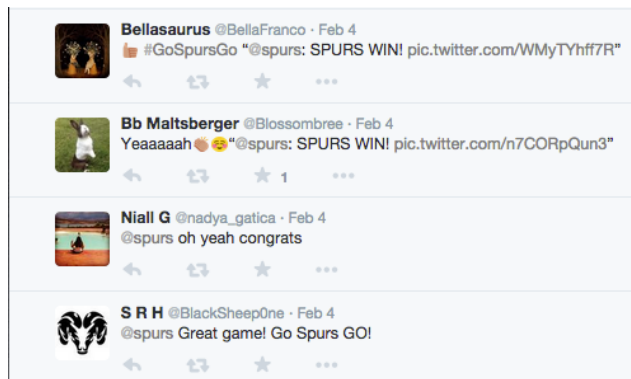 Bellasaurus @BellaFranco · Feb 4
👍🏽 #GoSpursGo “@spurs: SPURS WIN! pic.twitter.com/WMyTYhff7R”
Bb Maltsberger @Blossombree · Feb 4
Yeaaaaah👏🏽☺️“@spurs: SPURS WIN! pic.twitter.com/n7CORpQun3”
1
Niall G @nadya_gatica · Feb 4
@spurs oh yeah congrats
S R H @BlackSheep0ne · Feb 4
@spurs Great game! Go Spurs GO!